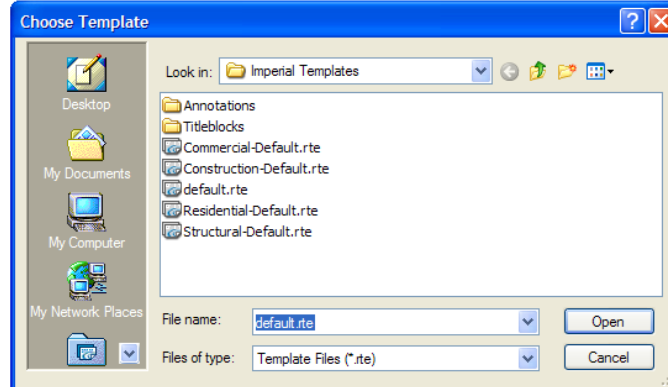 Choose Template
Look in: Imperial Templates
Desktop
My Documents
My Computer
My Network Places
Annotations
Titleblocks
Commercial-Default.rte
Construction-Default.rte
default.rte
Residential-Default.rte
Structural-Default.rte
File name: default.rte Open
Files of type: Template Files (*.rte) Cancel